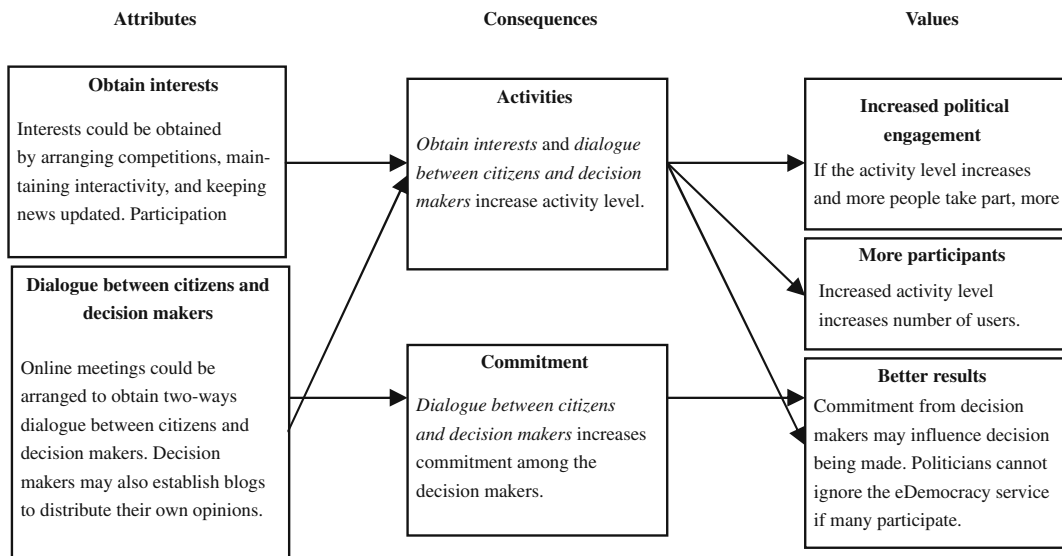 Attributes
Consequences
Values
Obtain interests
Interests could be obtained
by arranging competitions, main-
taining interactivity, and keeping
news updated. Participation
Dialogue between citizens and
decision makers
Online meetings could be
arranged to obtain two-ways
dialogue between citizens and
decision makers. Decision
makers may also establish blogs
to distribute their own opinions.
Activities
Obtain interests and dialogue
between citizens and decision
makers increase activity level.
Commitment
Dialogue between citizens
and decision makers increases
commitment among the
decision makers.
Increased political
engagement
If the activity level increases
and more people take part, more
More participants
Increased activity level
increases number of users.
Better results
Commitment from decision
makers may influence decision
being made. Politicians cannot
ignore the eDemocracy service
if many participate.